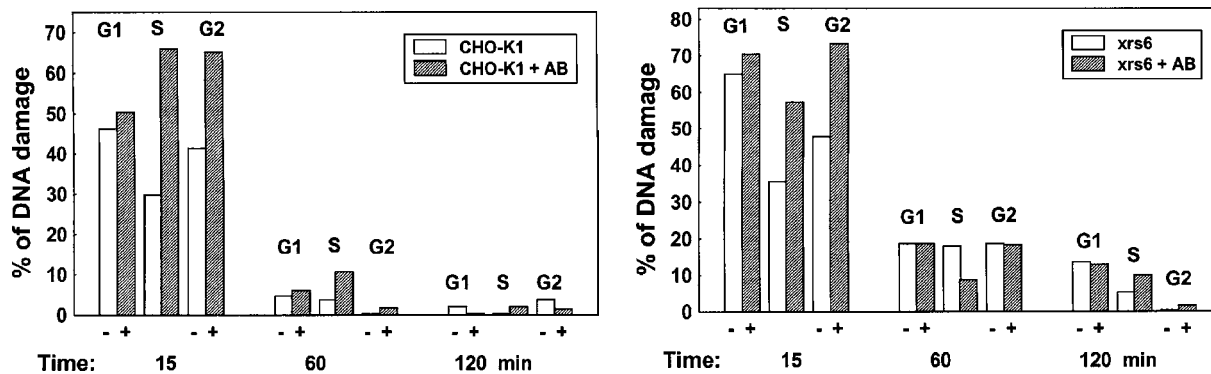 % of DNA damage
70
60
50
40
30
20
10
0
G1 S G2
G1 S G2
G1 S G2
CHO-K1
CHO-K1 + AB
- + - + - +
- + - + - +
- + - + - +
Time: 15 60 120 min
% of DNA damage
80
70
60
50
40
30
20
10
0
G1 S G2
G1 S G2
G1 S G2
xrs6
xrs6 + AB
- + - + - +
- + - + - +
- + - + - +
Time: 15 60 120 min